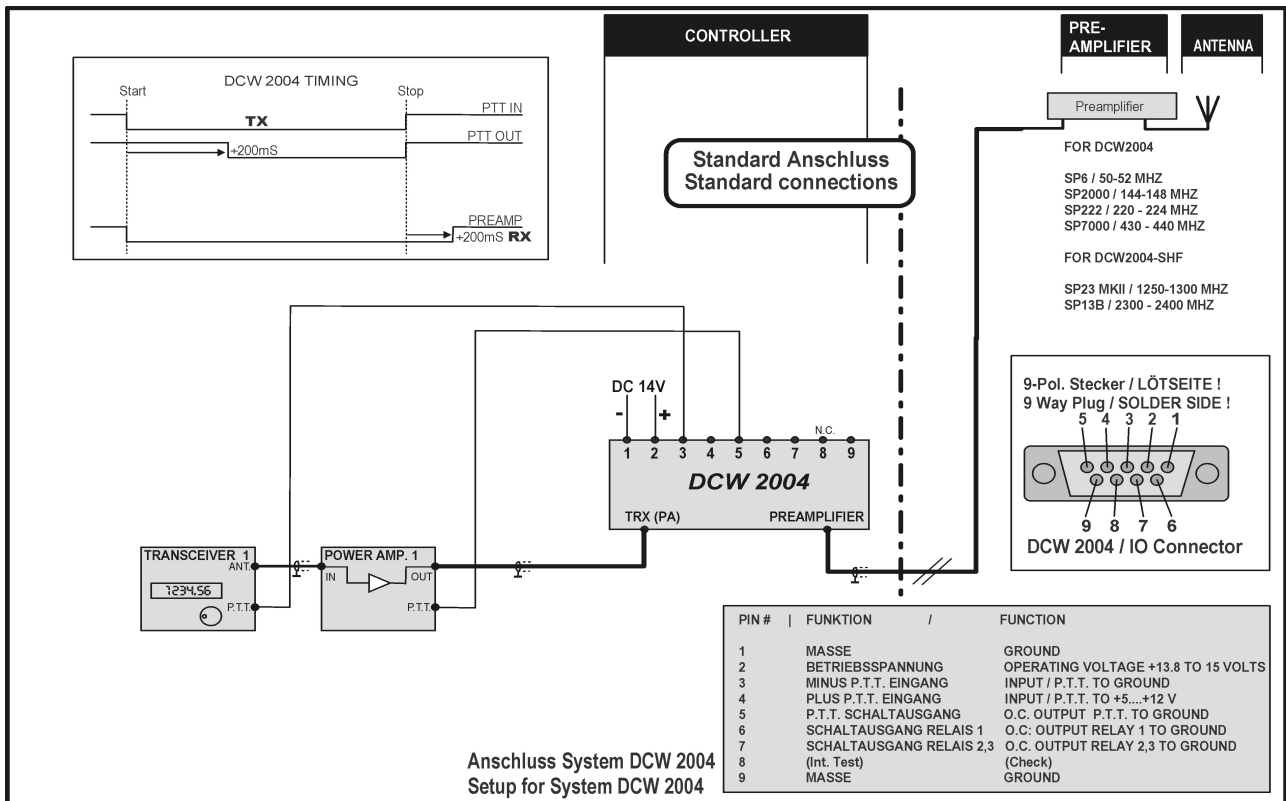 CONTROLLER
PRE-
AMPLIFIER
ANTENNA
DCW 2004 TIMING
Start
Stop
PTT IN
TX
PTT OUT
+200mS
PREAMP
+200mS RX
Standard Anschluss
Standard connections
Preamplifier
FOR DCW2004
SP6 / 50-52 MHZ
SP2000 / 144-148 MHZ
SP222 / 220 - 224 MHZ
SP7000 / 430 - 440 MHZ
FOR DCW2004-SHF
SP23 MKII / 1250-1300 MHZ
SP13B / 2300 - 2400 MHZ
DC 14V
- +
N.C.
1 2 3 4 5 6 7 8 9
DCW 2004
TRX (PA) PREAMPLIFIER
9-Pol. Stecker / LÖTSEITE !
9 Way Plug / SOLDER SIDE !
5 4 3 2 1
9 8 7 6
DCW 2004 / IO Connector
TRANSCEIVER 1
ANT.
1234.56
P.T.T.
POWER AMP. 1
IN OUT
P.T.T.
PIN # | FUNKTION / FUNCTION
1 MASSE GROUND
2 BETRIEBSSPANNUNG OPERATING VOLTAGE +13.8 TO 15 VOLTS
3 MINUS P.T.T. EINGANG INPUT / P.T.T. TO GROUND
4 PLUS P.T.T. EINGANG INPUT / P.T.T. TO +5....+12 V
5 P.T.T. SCHALTAUSGANG O.C. OUTPUT P.T.T. TO GROUND
6 SCHALTAUSGANG RELAIS 1 O.C: OUTPUT RELAY 1 TO GROUND
7 SCHALTAUSGANG RELAIS 2,3 O.C. OUTPUT RELAY 2,3 TO GROUND
8 (Int. Test) (Check)
9 MASSE GROUND
Anschluss System DCW 2004
Setup for System DCW 2004